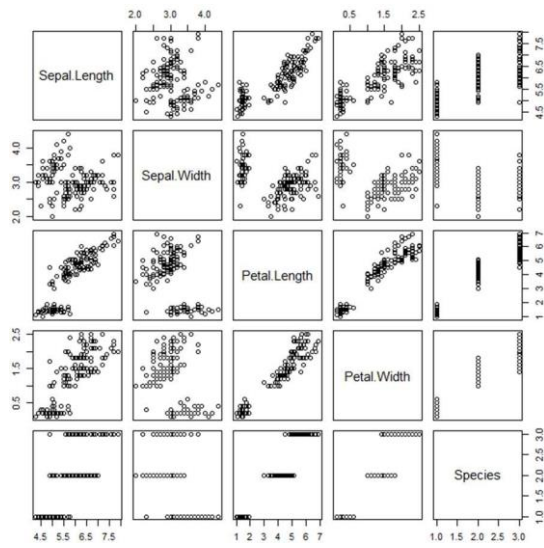 2.0 3.0 4.0 0.5 1.5 2.5
Sepal.Length
4.5 5.5 6.5 7.5
2.0 3.0 4.0
Sepal.Width
Petal.Length
1 2 3 4 5 6 7
0.5 1.5 2.5
Petal.Width
Species
1.0 1.5 2.0 2.5 3.0
4.5 5.5 6.5 7.5 1 2 3 4 5 6 7 1.0 1.5 2.0 2.5 3.0